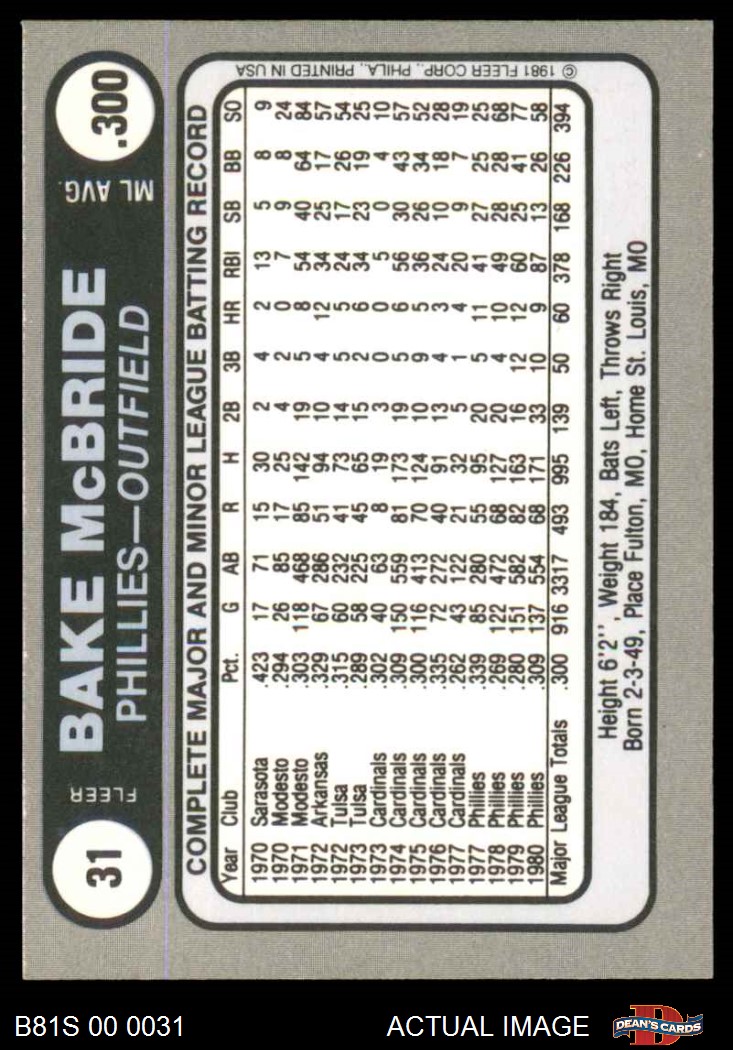 31
FLEER
BAKE McBRIDE
PHILLIES—OUTFIELD
ML AVG.
.300
COMPLETE MAJOR AND MINOR LEAGUE BATTING RECORD
Year Club Pct. G AB R H 2B 3B HR RBI SB BB SO
1970 Sarasota .423 17 71 15 30 2 4 2 13 5 8 9
1970 Modesto .294 26 85 17 25 4 2 0 7 9 8 24
1971 Modesto .303 118 468 85 142 19 5 8 54 40 64 84
1972 Arkansas .329 67 286 51 94 10 4 12 34 25 17 57
1972 Tulsa .315 60 232 41 73 14 5 5 24 17 26 54
1973 Tulsa .289 58 225 45 65 15 2 6 34 23 19 25
1973 Cardinals .302 40 63 8 19 3 0 0 5 0 4 10
1974 Cardinals .309 150 559 81 173 19 5 6 56 30 43 57
1975 Cardinals .300 116 413 70 124 10 9 5 36 26 34 52
1976 Cardinals .335 72 272 40 91 13 4 3 24 10 18 28
1977 Cardinals .262 43 122 21 32 5 1 4 20 9 7 19
1977 Phillies .339 85 280 55 95 20 5 11 41 27 25 25
1978 Phillies .269 122 472 68 127 20 4 10 49 28 28 68
1979 Phillies .280 151 582 82 163 16 12 12 60 25 41 77
1980 Phillies .309 137 554 68 171 33 10 9 87 13 26 58
Major League Totals .300 916 3317 493 995 139 50 60 378 168 226 394
© 1981 FLEER CORP., PHILA., PRINTED IN USA
Height 6'2'', Weight 184, Bats Left, Throws Right
Born 2-3-49, Place Fulton, MO, Home St. Louis, MO
B81S 00 0031
ACTUAL IMAGE
D
DEAN'S CARDS